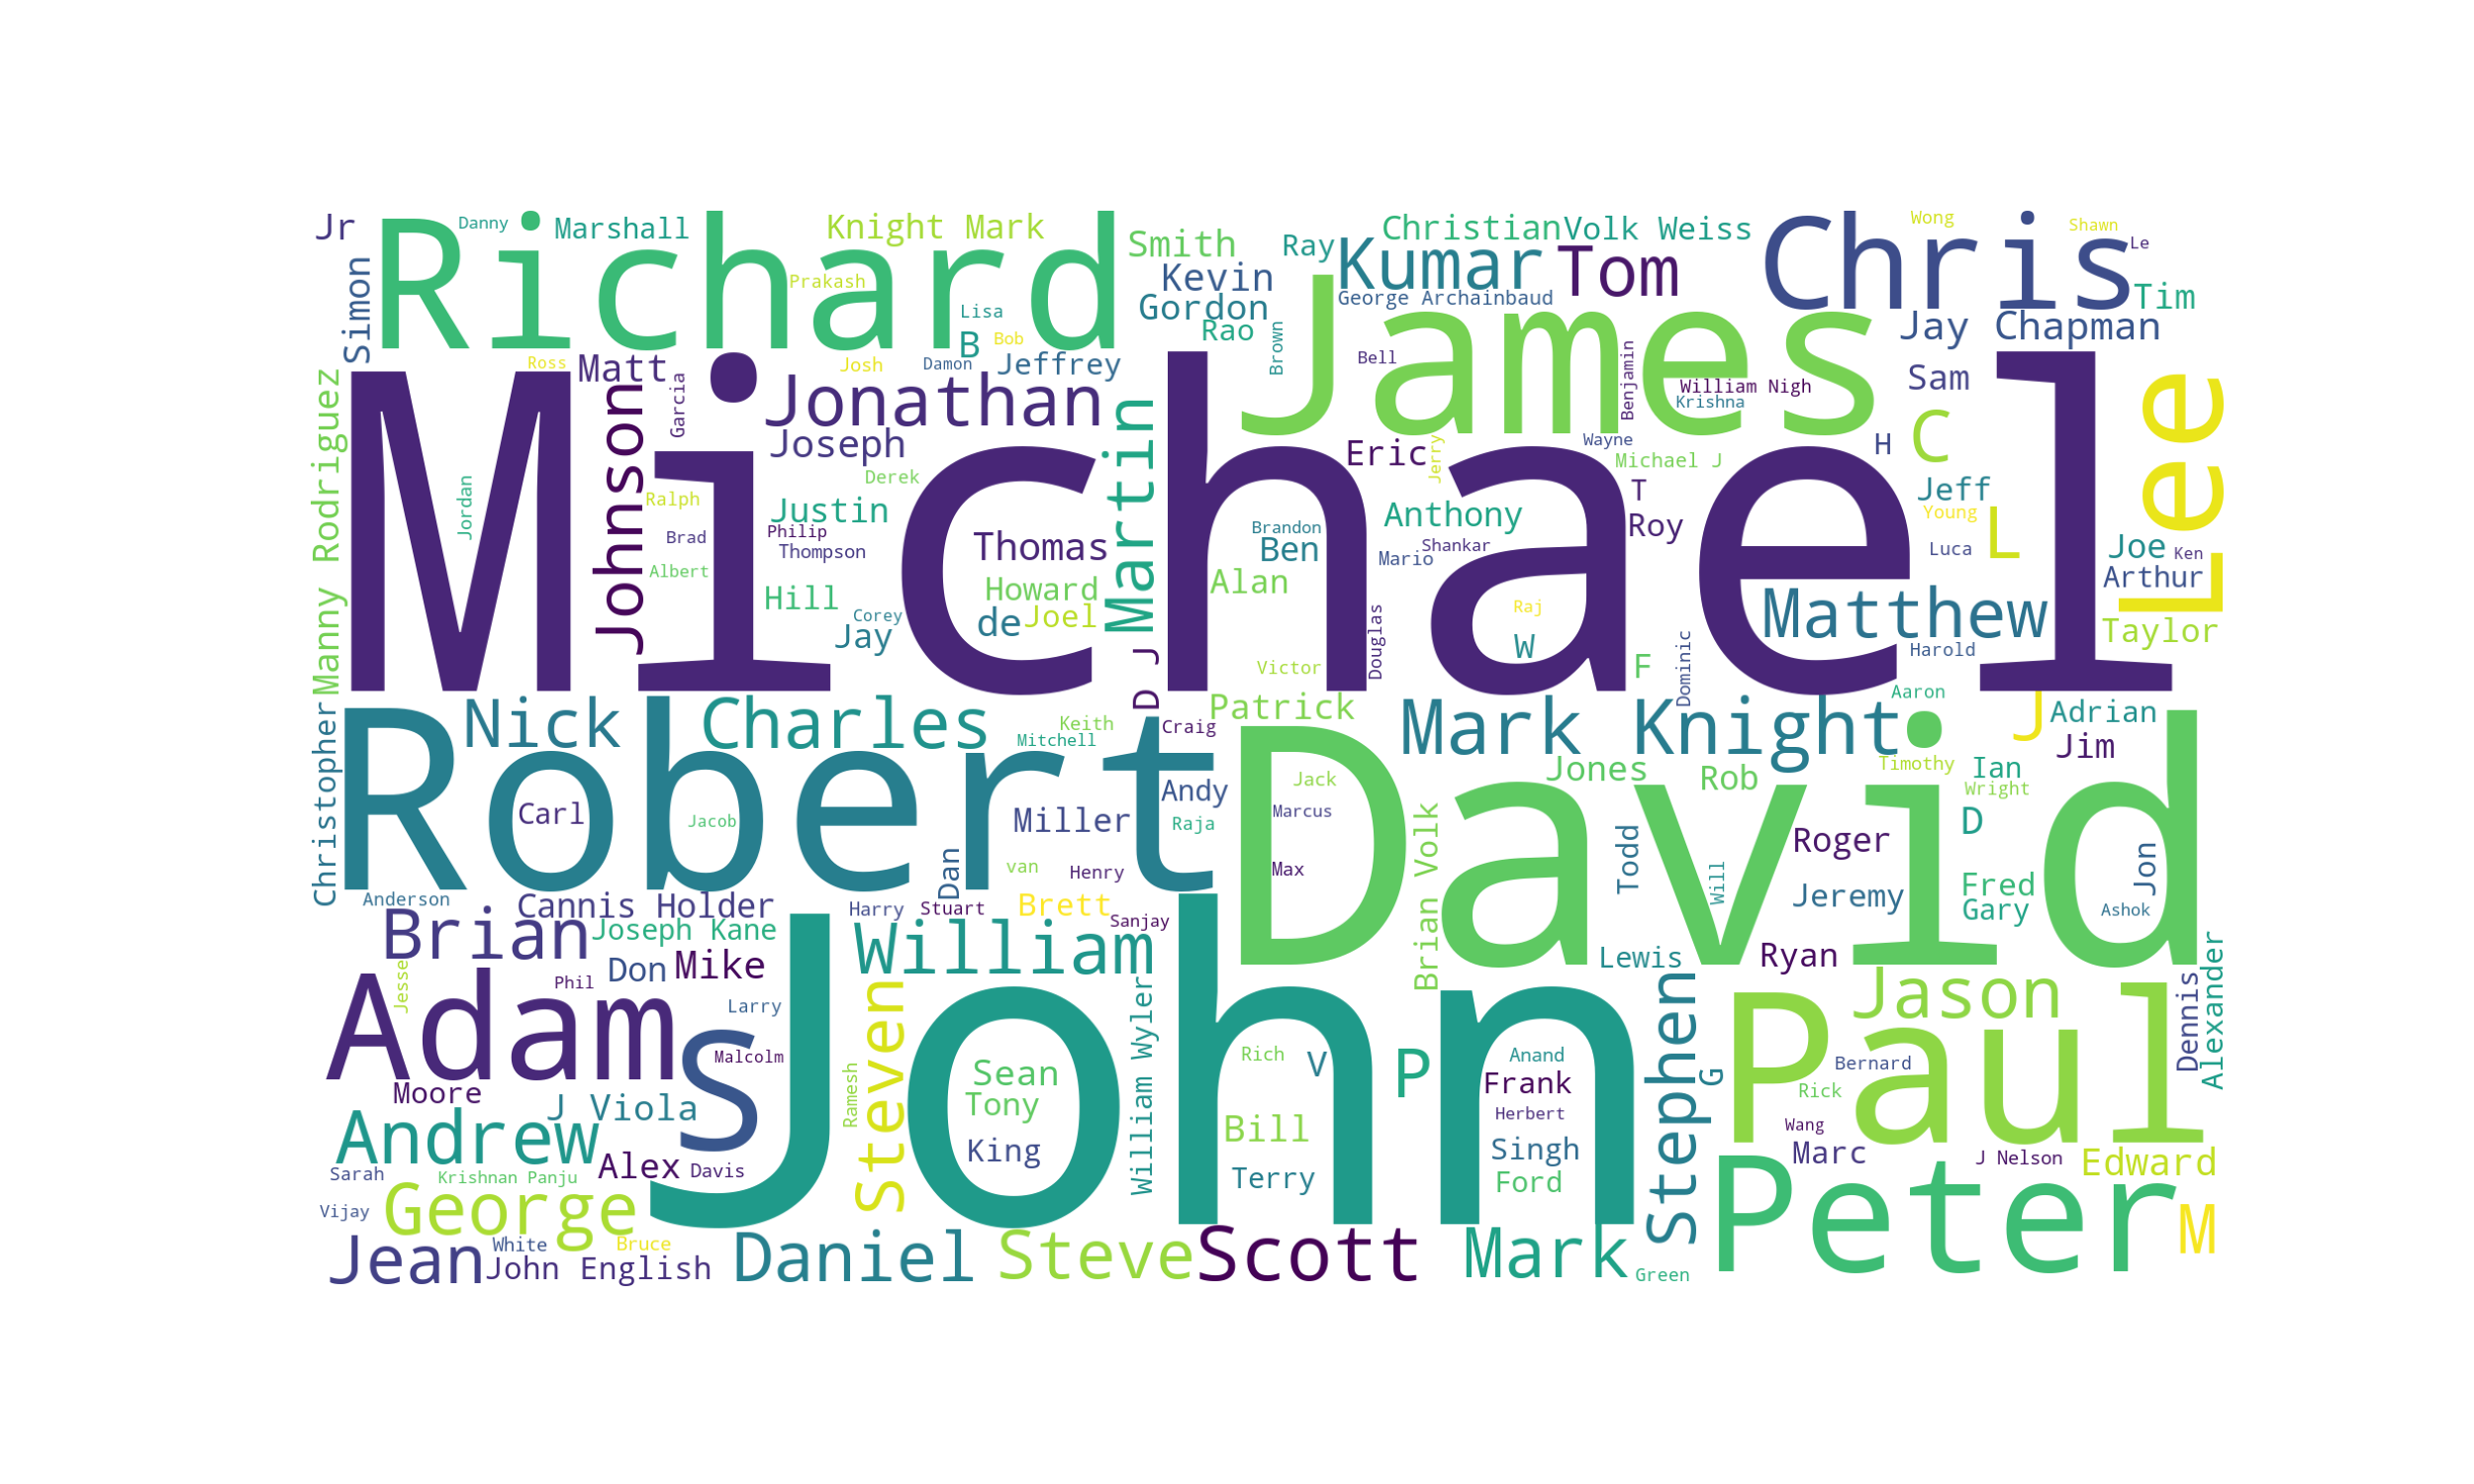 Jr
Richard
Danny
Marshall
Knight Mark
Prakash
Smith
Kevin
Gordon
Rao
Ray
Christian
Volk Weiss
Kumar
Tom
George Archainbaud
Chris
Wong
Shawn
Le
Tim
Jay
Chapman
Simon
Lisa
B
Bob
Brown
James
Ross
Matt
Josh
Damon
Jeffrey
Bell
Benjamin
William Nigh
Krishna
Sam
Lee
Manny Rodriguez
Michael
Garcia
Johnson
Jonathan
Joseph
Martin
Eric
Jerry
Wayne
Michael J
H
C
Jordan
Ralph
Derek
Justin
Brad
Philip
Thompson
Albert
Thomas
Brandon
Ben
Anthony
Shankar
Mario
T
Roy
Jeff
Young
L
Luca
Joe
Ken
Arthur
Hill
Howard
Corey
Jay
de
Joel
Alan
Douglas
Raj
W
Matthew
Taylor
Harold
Victor
F
Dominic
D J
Christopher
Robert
Nick
Charles
Keith
Mitchell
Craig
Patrick
Mark Knight
Aaron
J
Adrian
Jim
David
Carl
Jacob
Miller
Andy
Raja
Jack
Marcus
Jones
Rob
Timothy
Ian
Wright
D
Roger
Max
Brian Volk
Todd
Will
Jeremy
Fred
Gary
Jon
Ashok
Anderson
Cannis Holder
Dan
van
Henry
Harry
Stuart
Brett
Sanjay
Brian
Joseph Kane
William
Lewis
Ryan
Jesse
Phil
Don
Mike
Adam
Larry
Steven
William Wyler
Stephen
Jason
Dennis
Alexander
S
Malcolm
John
Sean
Tony
King
Rich
V
P
Anand
Frank
Herbert
G
Paul
Bernard
Rick
Moore
J Viola
Ramesh
Andrew
Alex
Davis
Bill
Terry
Singh
Ford
Wang
Marc
J Nelson
Edward
Sarah
Krishnan Panju
Vijay
George
Peter
M
Jean
White
Bruce
John English
Daniel
Steve
Scott
Mark
Green